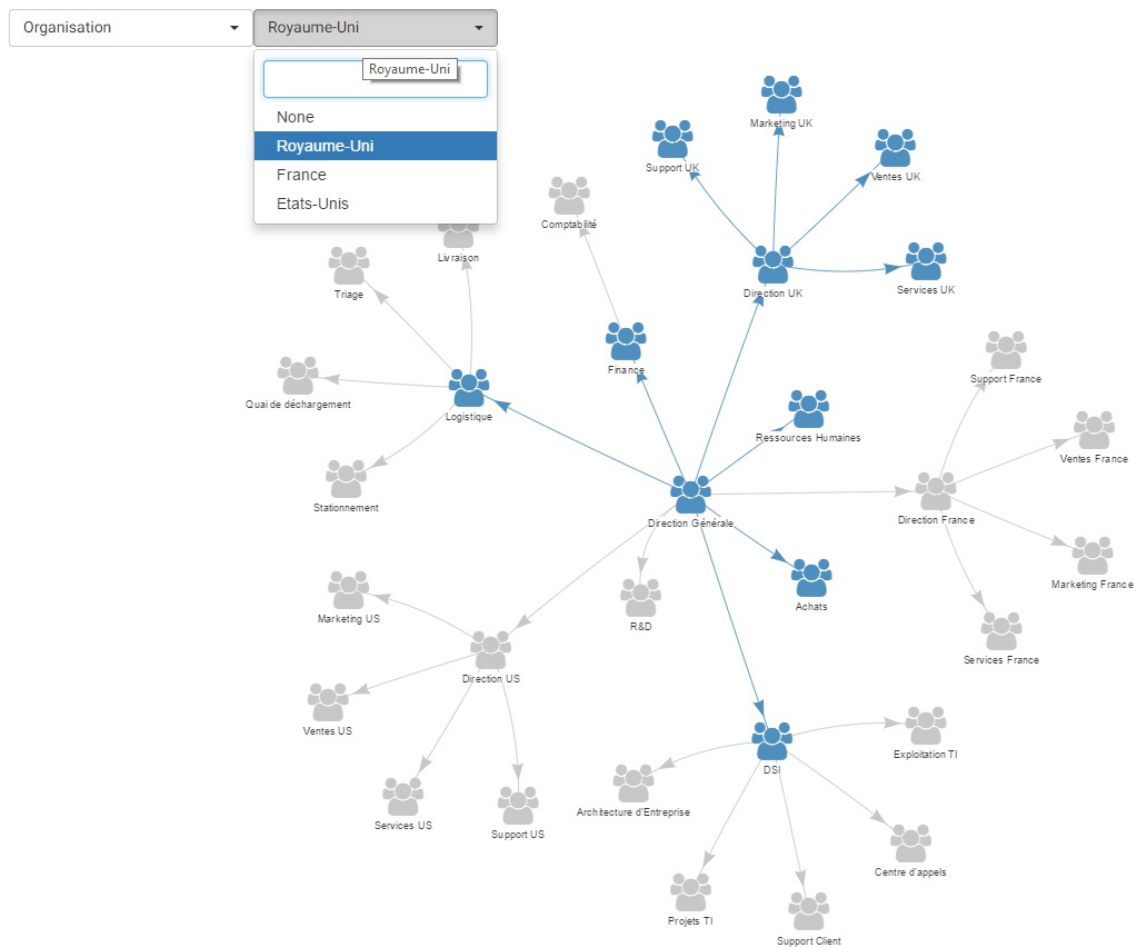 Organisation
Royaume-Uni
Royaume-Uni
None
Royaume-Uni
France
Etats-Unis
Marketing UK
Support UK
Ventes UK
Comptabilité
Livraison
Triage
Direction UK
Services UK
Finance
Support France
Quai de déchargement
Logistique
Ressources Humaines
Ventes France
Stationnement
Direction Générale
Direction France
Marketing France
Achats
Marketing US
R&D
Services France
Direction US
Ventes US
Exploitation TI
DSI
Architecture d'Entreprise
Services US
Support US
Centre d'appels
Projets TI
Support Client